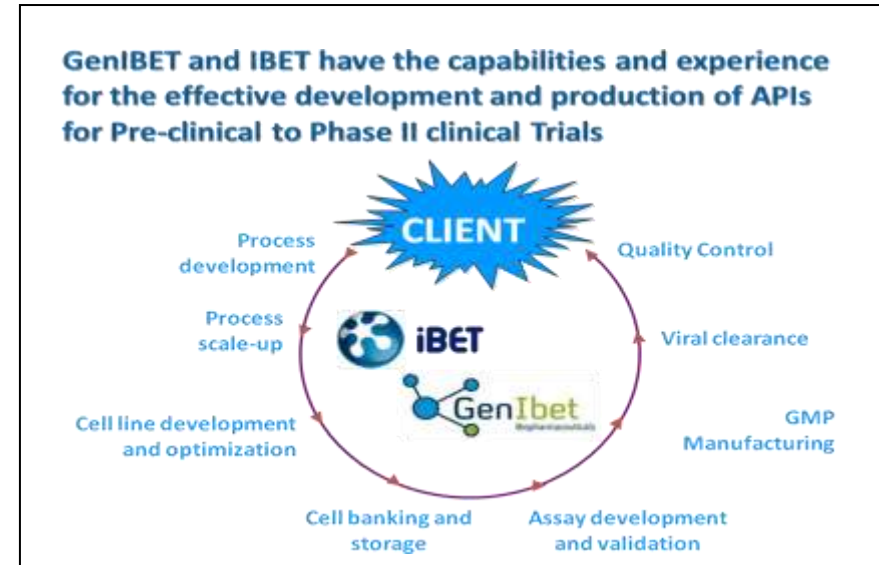 GenIBET and IBET have the capabilities and experience
for the effective development and production of APIs
for Pre-clinical to Phase II clinical Trials
CLIENT
Process
development
Quality Control
Process
scale-up
iBET
Viral clearance
GenIbet
Biopharmaceuticals
Cell line development
and optimization
GMP
Manufacturing
Cell banking and
storage
Assay development
and validation